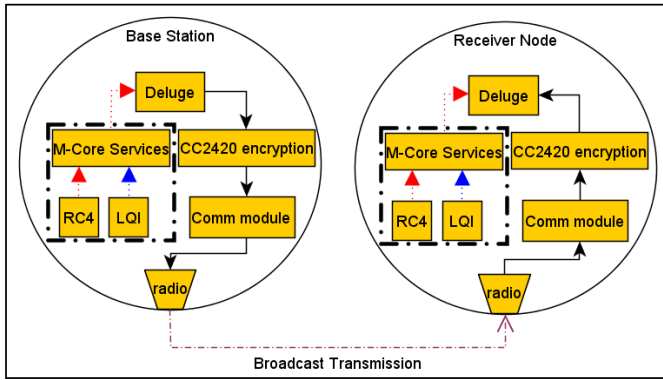 Base Station
Deluge
M-Core Services
CC2420 encryption
RC4
LQI
Comm module
radio
Receiver Node
Deluge
M-Core Services
CC2420 encryption
RC4
LQI
Comm module
radio
Broadcast Transmission